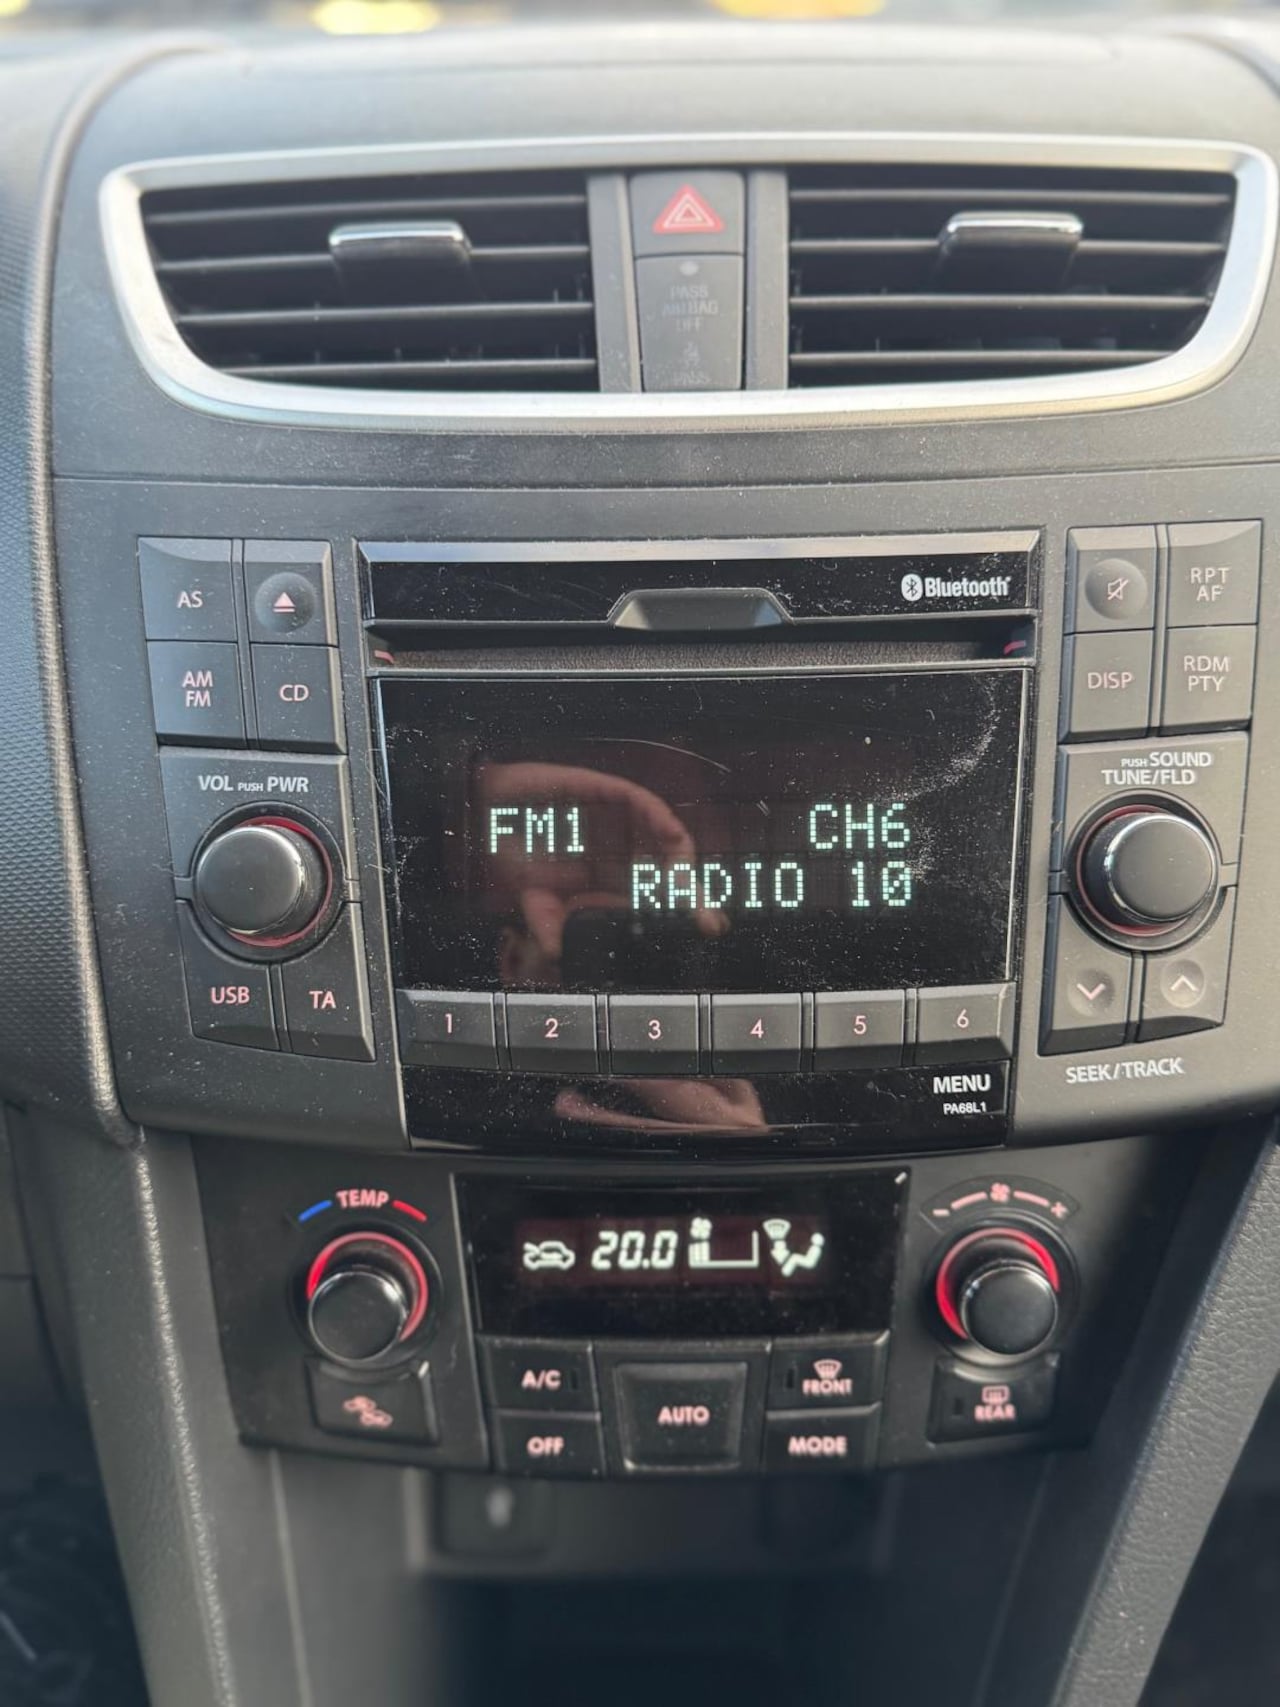 PASS
AIRBAG
OFF
PASS
AS
AM
FM
CD
VOL PUSH PWR
USB
TA
Bluetooth®
FM1 CH6
RADIO 10
1 2 3 4 5 6
MENU
PA68L1
RPT
AF
DISP
RDM
PTY
PUSH SOUND
TUNE/FLD
SEEK/TRACK
TEMP
20.0
A/C
OFF
AUTO
FRONT
MODE
REAR